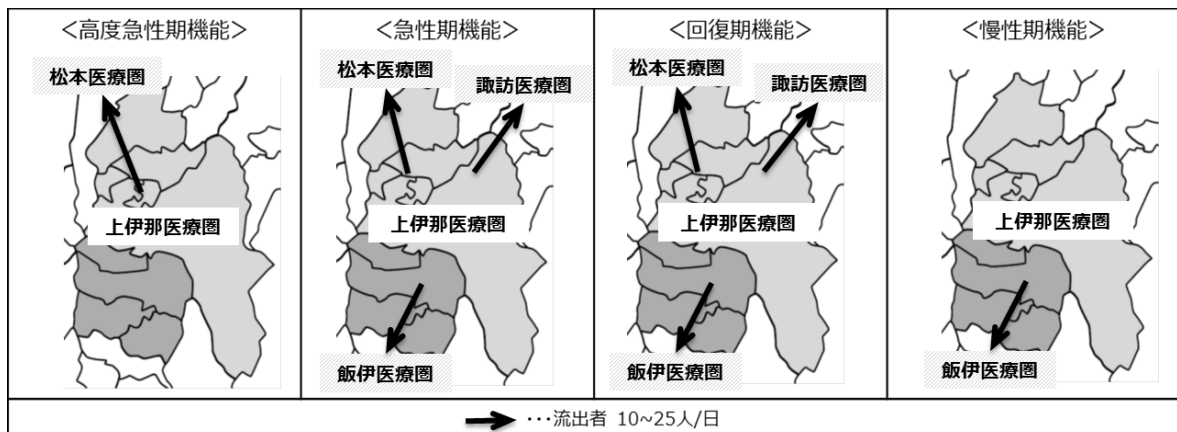 <高度急性期機能>
松本医療圏
上伊那医療圏
<急性期機能>
松本医療圏
諏訪医療圏
上伊那医療圏
飯伊医療圏
<回復期機能>
松本医療圏
諏訪医療圏
上伊那医療圏
飯伊医療圏
<慢性期機能>
上伊那医療圏
飯伊医療圏
･･･流出者 10~25人/日